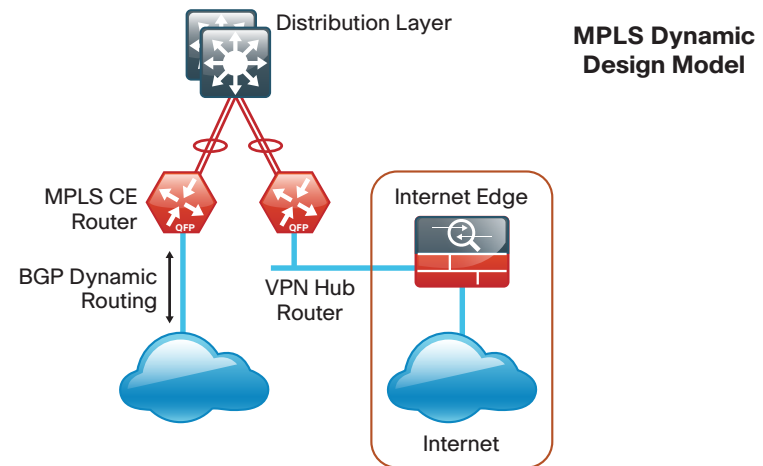 Distribution Layer
MPLS Dynamic
Design Model
MPLS CE
Router
QFP
QFP
Internet Edge
BGP Dynamic
Routing
VPN Hub
Router
Internet